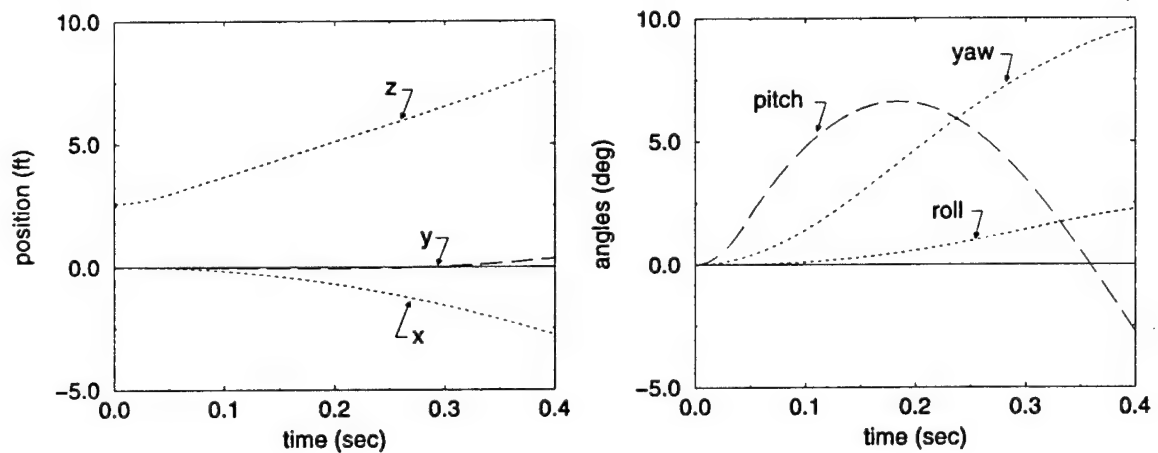 10.0
5.0
0.0
−5.0
position (ft)
z
y
x
0.0 0.1 0.2 0.3 0.4
time (sec)
10.0
5.0
0.0
−5.0
angles (deg)
yaw
pitch
roll
0.0 0.1 0.2 0.3 0.4
time (sec)